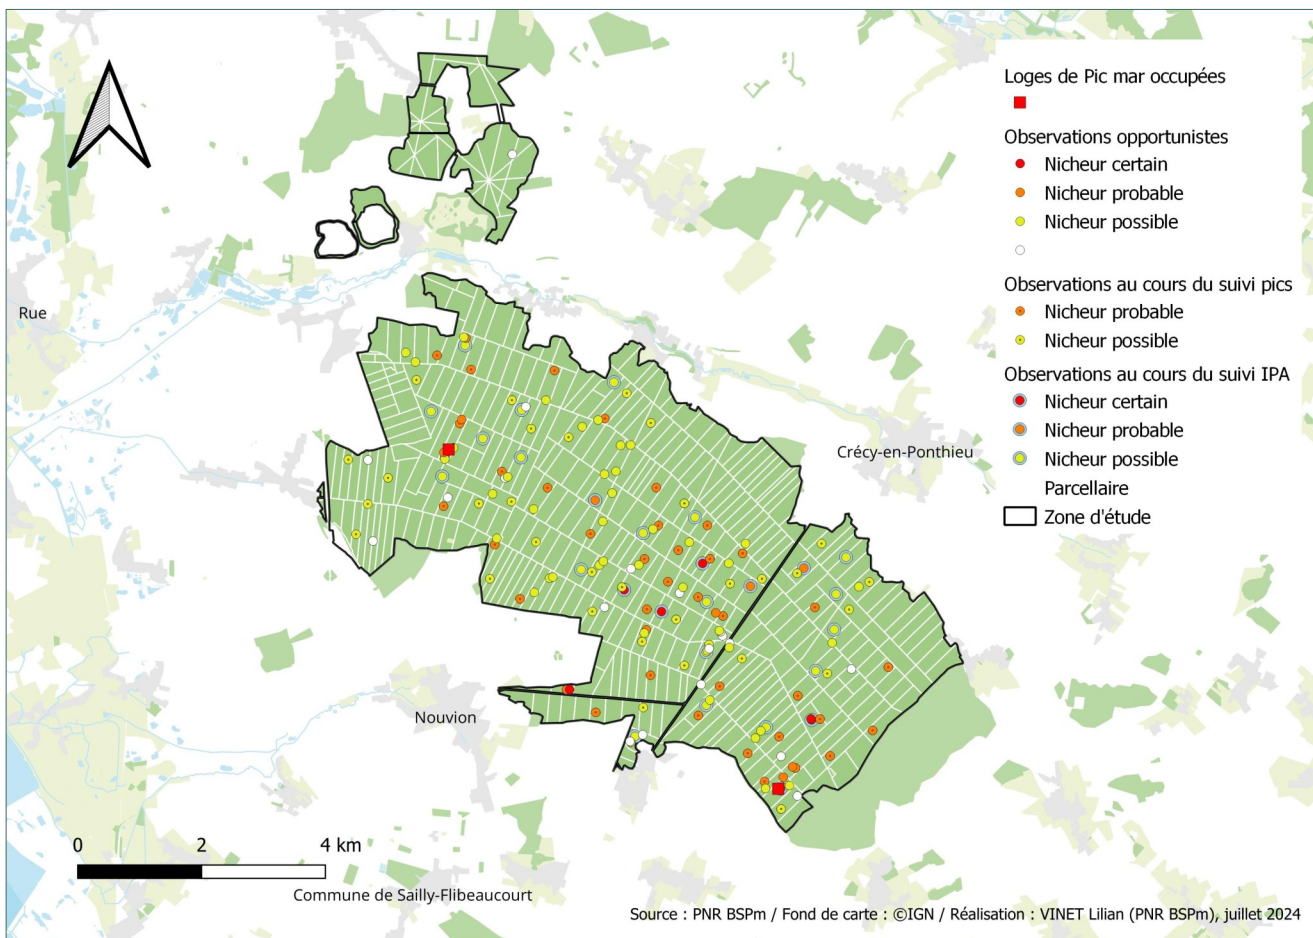 Loges de Pic mar occupées
Observations opportunistes
Nicheur certain
Nicheur probable
Nicheur possible
Observations au cours du suivi pics
Nicheur probable
Nicheur possible
Observations au cours du suivi IPA
Nicheur certain
Nicheur probable
Nicheur possible
Parcellaire
Zone d'étude
Rue
Crécy-en-Ponthieu
Nouvion
0 2 4 km
Commune de Sailly-Flibeaucourt
Source : PNR BSPm / Fond de carte : ©IGN / Réalisation : VINET Lilian (PNR BSPm), juillet 2024